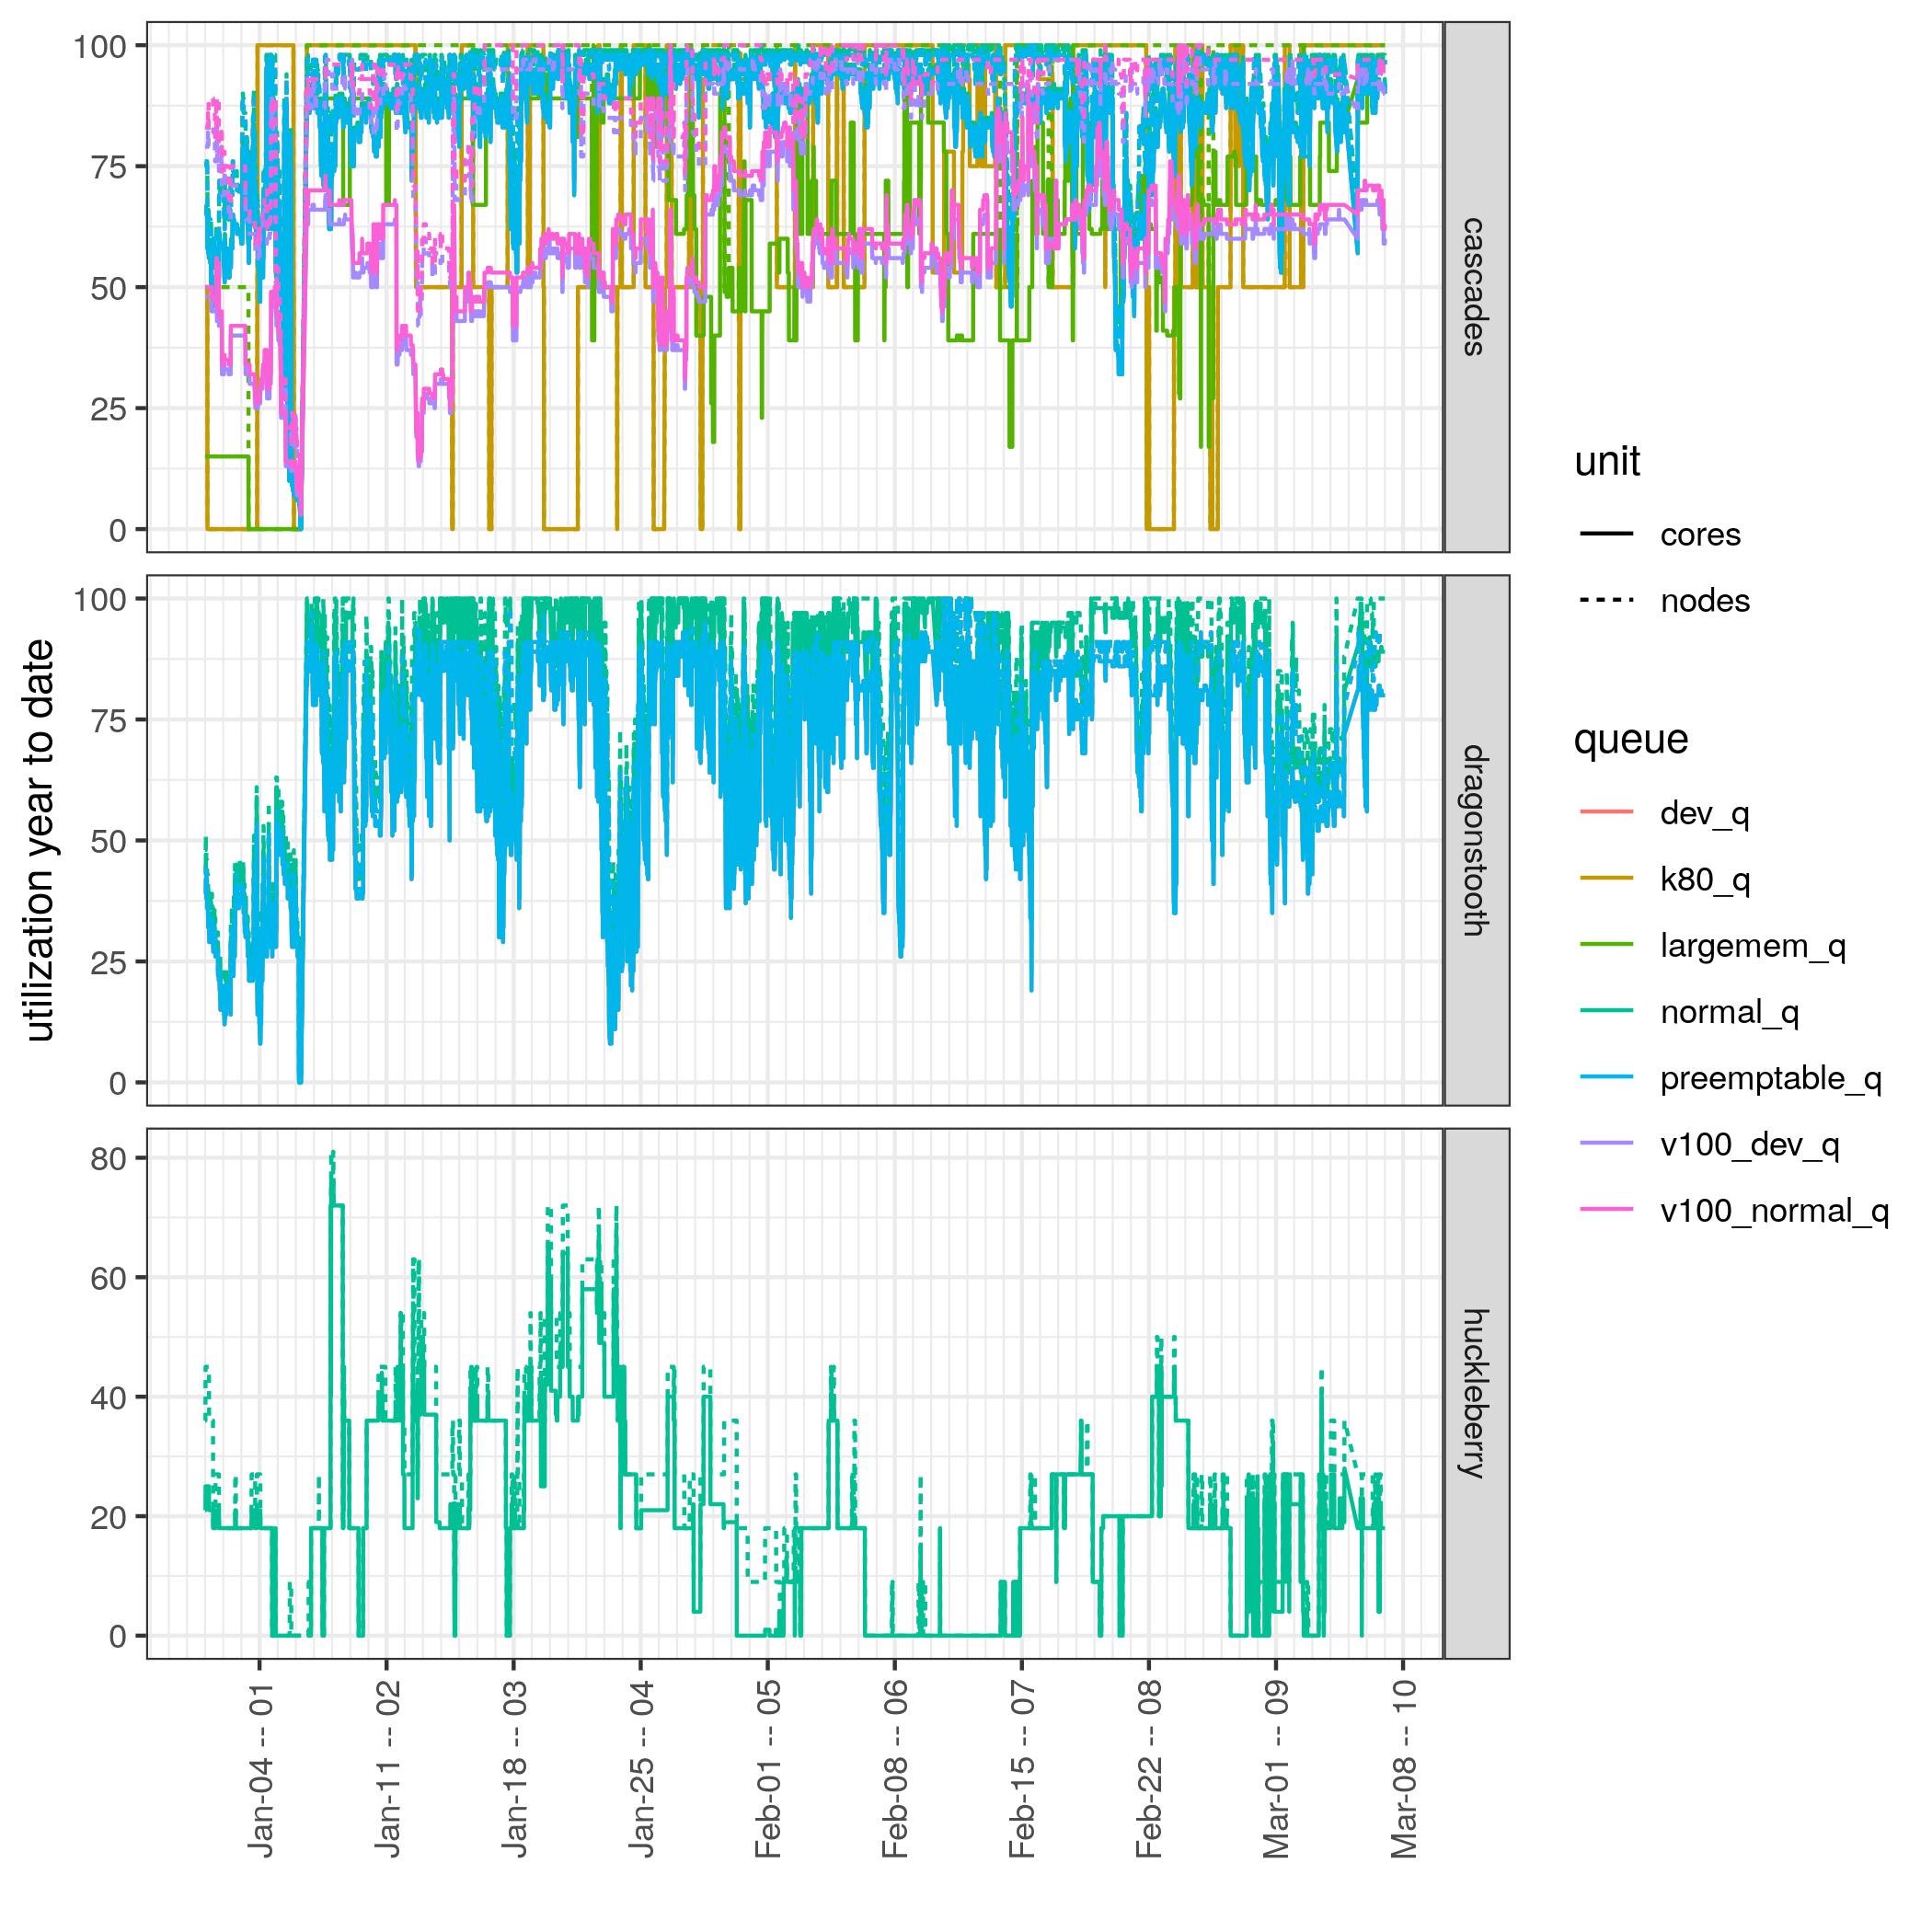 utilization year to date
100
75
50
25
0
cascades
100
75
50
25
0
dragonstooth
80
60
40
20
0
huckleberry
Jan-04 -- 01
Jan-11 -- 02
Jan-18 -- 03
Jan-25 -- 04
Feb-01 -- 05
Feb-08 -- 06
Feb-15 -- 07
Feb-22 -- 08
Mar-01 -- 09
Mar-08 -- 10
unit
cores
nodes
queue
dev_q
k80_q
largemem_q
normal_q
preemptable_q
v100_dev_q
v100_normal_q